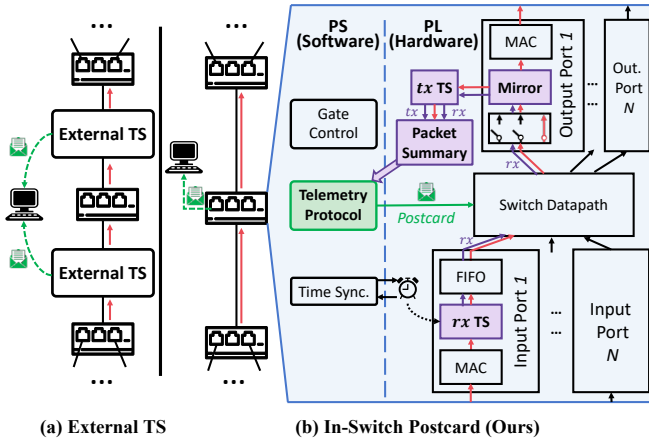 ...
...
PS
(Software)
PL
(Hardware)
MAC
tx TS
Mirror
Output Port 1
...
...
Out.
Port
N
External TS
Gate
Control
tx
rx
Packet
Summary
rx
Telemetry
Protocol
Postcard
Switch Datapath
External TS
rx
Time Sync.
FIFO
rx TS
MAC
Input Port 1
...
...
Input
Port
N
...
...
(a) External TS
(b) In-Switch Postcard (Ours)